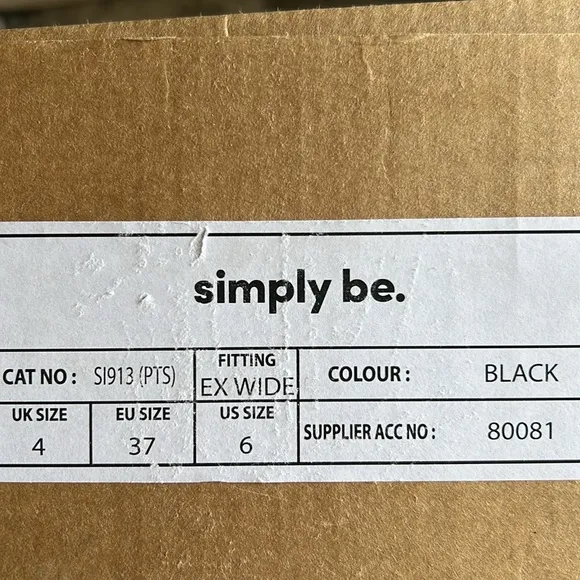 simply be.
CAT NO : SI913 (PTS) FITTING EX WIDE COLOUR : BLACK
UK SIZE EU SIZE US SIZE SUPPLIER ACC NO : 80081
4 37 6